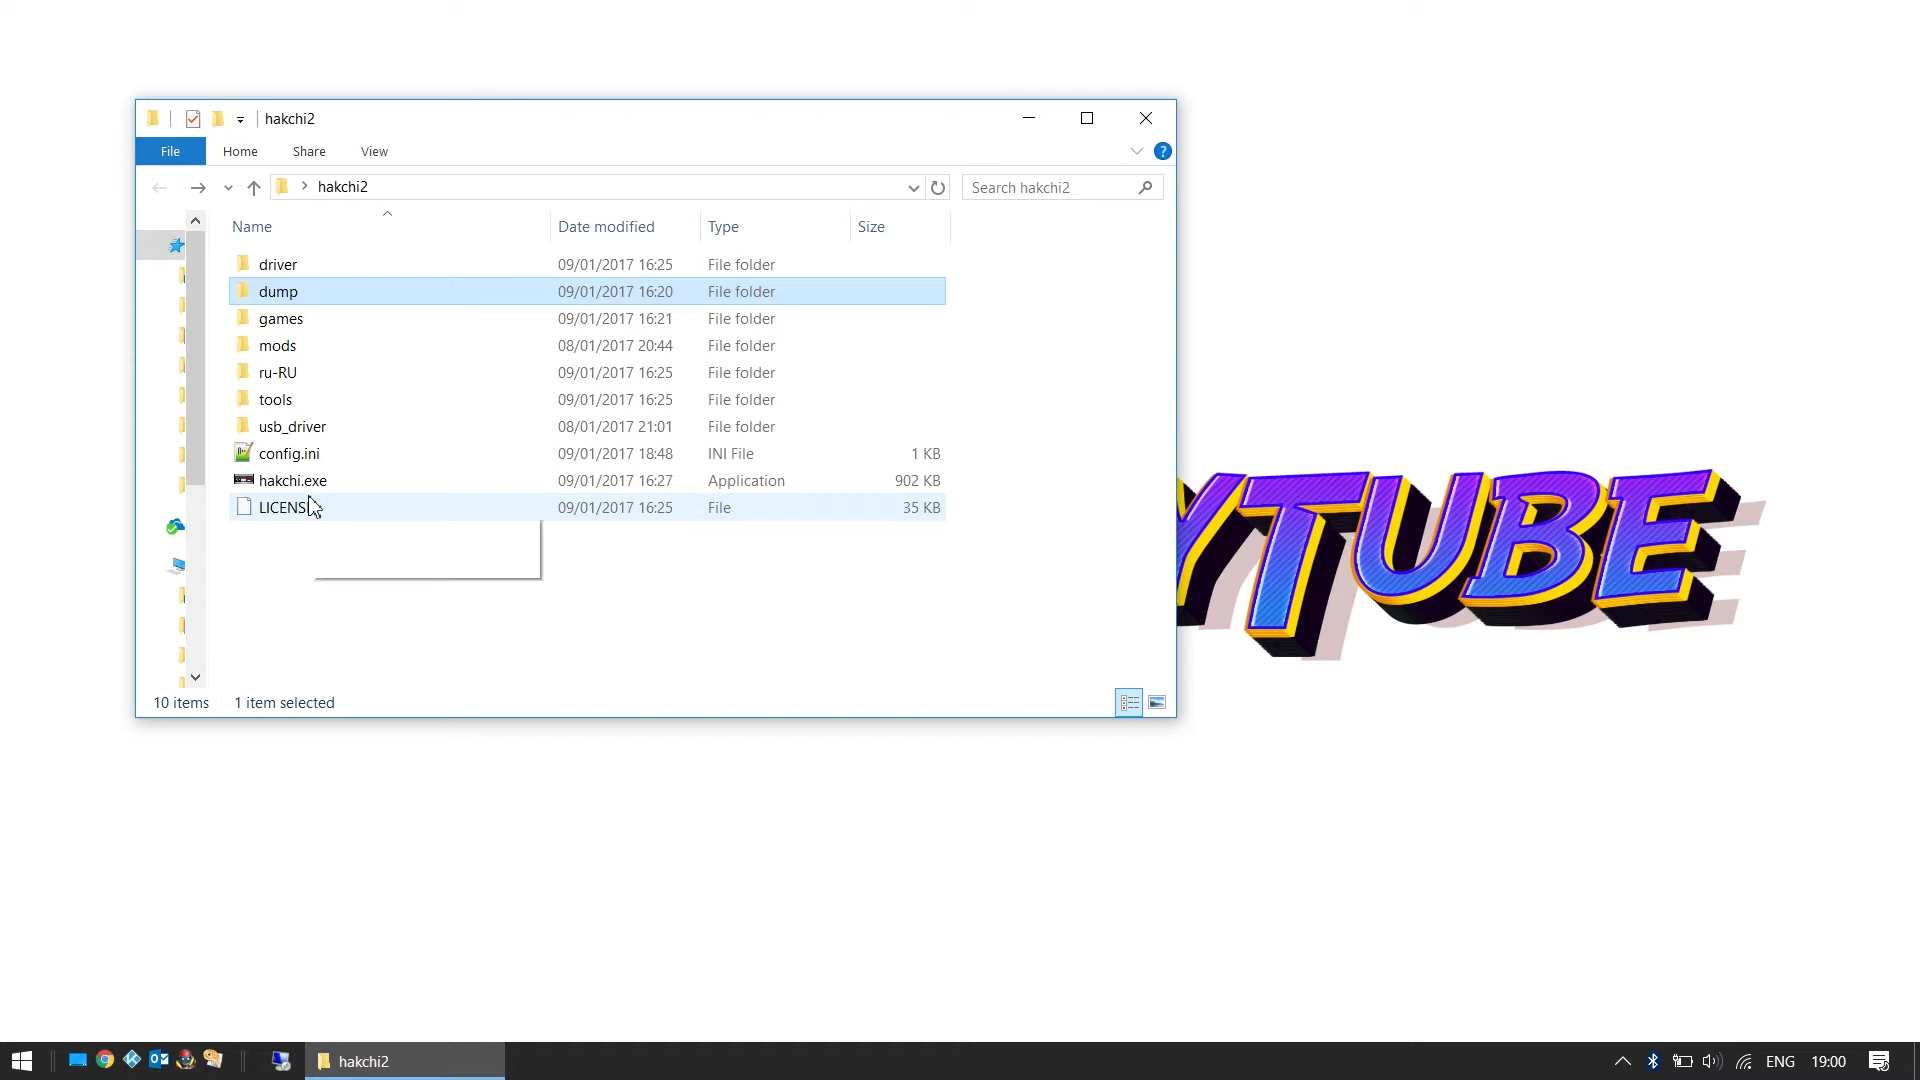 hakchi2
File Home Share View
hakchi2
Search hakchi2
Name Date modified Type Size
driver 09/01/2017 16:25 File folder
dump 09/01/2017 16:20 File folder
games 09/01/2017 16:21 File folder
mods 08/01/2017 20:44 File folder
ru-RU 09/01/2017 16:25 File folder
tools 09/01/2017 16:25 File folder
usb_driver 08/01/2017 21:01 File folder
config.ini 09/01/2017 18:48 INI File 1 KB
hakchi.exe 09/01/2017 16:27 Application 902 KB
LICENS 09/01/2017 16:25 File 35 KB
YTUBE
10 items 1 item selected
hakchi2
ENG 19:00